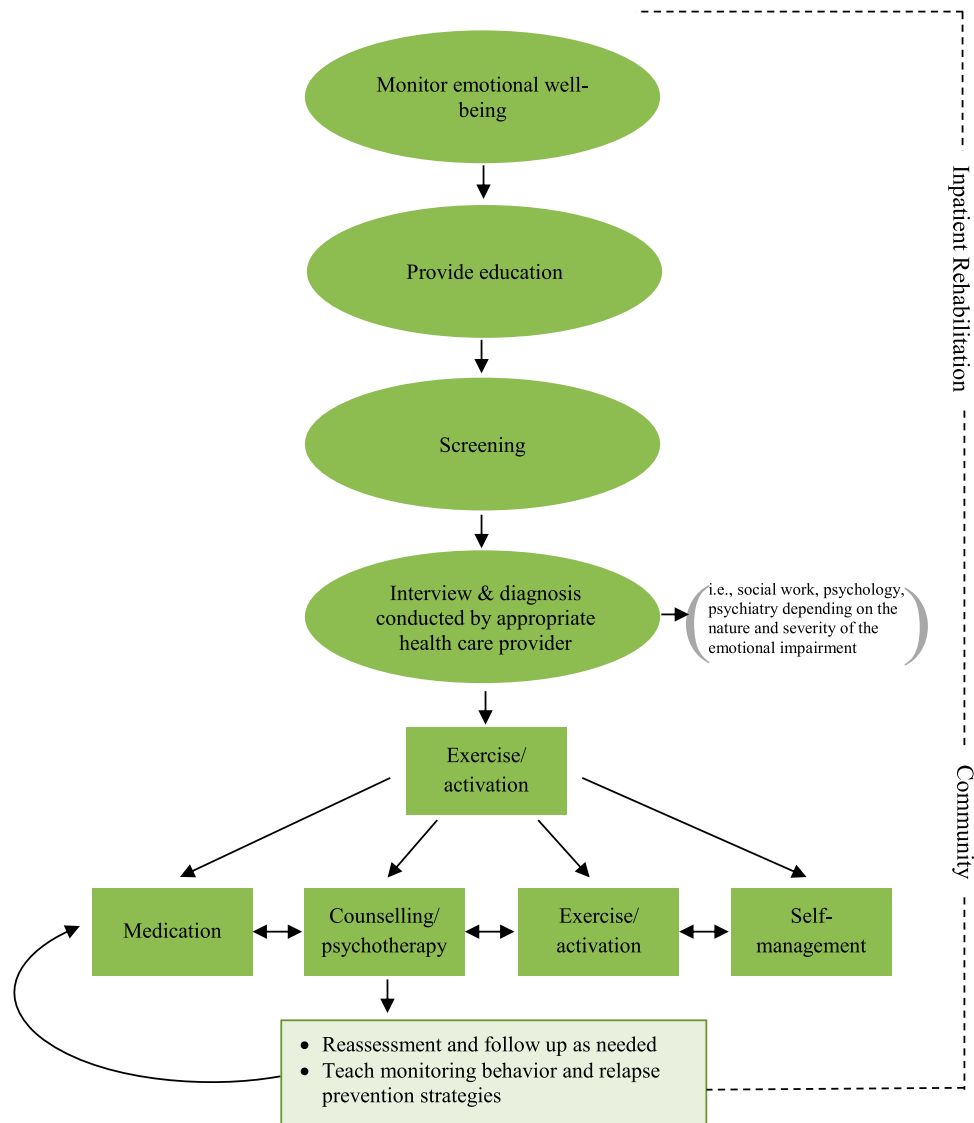 Monitor emotional well-
being
Provide education
Screening
Interview & diagnosis
conducted by appropriate
health care provider
i.e., social work, psychology,
psychiatry depending on the
nature and severity of the
emotional impairment
Exercise/
activation
Medication
Counselling/
psychotherapy
Exercise/
activation
Self-
management
• Reassessment and follow up as needed
• Teach monitoring behavior and relapse
prevention strategies
Inpatient Rehabilitation
Community